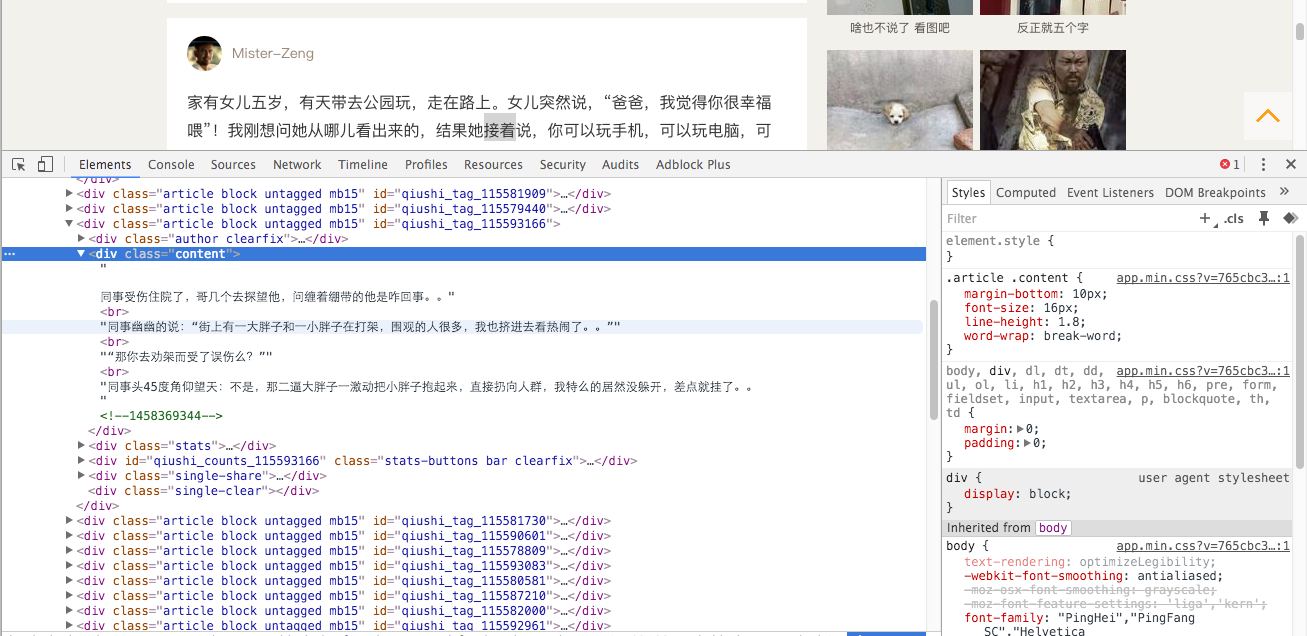 啥也不说了 看图吧
反正就五个字
Mister-Zeng
家有女儿五岁，有天带去公园玩，走在路上。女儿突然说，“爸爸，我觉得你很幸福
喂”！我刚想问她从哪儿看出来的，结果她接着说，你可以玩手机，可以玩电脑，可
Elements Console Sources Network Timeline Profiles Resources Security Audits Adblock Plus
1
</div>
<div class="article block untagged mb15" id="qiushi_tag_115581909">…</div>
<div class="article block untagged mb15" id="qiushi_tag_115579440">…</div>
<div class="article block untagged mb15" id="qiushi_tag_115593166">
<div class="author clearfix">…</div>
<div class="content">
"
同事受伤住院了，哥几个去探望他，问缠着绷带的他是咋回事。。"
<br>
"同事幽幽的说：“街上有一大胖子和一小胖子在打架，围观的人很多，我也挤进去看热闹了。。”"
<br>
"“那你去劝架而受了误伤么？”"
<br>
"同事头45度角仰望天：不是，那二逼大胖子一激动把小胖子抱起来，直接扔向人群，我特么的居然没躲开，差点就挂了。。
"
<!--1458369344-->
</div>
<div class="stats">…</div>
<div id="qiushi_counts_115593166" class="stats-buttons bar clearfix">…</div>
<div class="single-share">…</div>
<div class="single-clear"></div>
</div>
<div class="article block untagged mb15" id="qiushi_tag_115581730">…</div>
<div class="article block untagged mb15" id="qiushi_tag_115590601">…</div>
<div class="article block untagged mb15" id="qiushi_tag_115578809">…</div>
<div class="article block untagged mb15" id="qiushi_tag_115593083">…</div>
<div class="article block untagged mb15" id="qiushi_tag_115580581">…</div>
<div class="article block untagged mb15" id="qiushi_tag_115587210">…</div>
<div class="article block untagged mb15" id="qiushi_tag_115582000">…</div>
<div class="article block untagged mb15" id="qiushi_tag_115592961">…</div>
Styles Computed Event Listeners DOM Breakpoints »
Filter + .cls
element.style {
}
.article .content { app.min.css?v=765cbc3…:1
margin-bottom: 10px;
font-size: 16px;
line-height: 1.8;
word-wrap: break-word;
}
body, div, dl, dt, dd, app.min.css?v=765cbc3…:1
ul, ol, li, h1, h2, h3, h4, h5, h6, pre, form,
fieldset, input, textarea, p, blockquote, th,
td {
margin: 0;
padding: 0;
}
div { user agent stylesheet
display: block;
}
Inherited from body
body { app.min.css?v=765cbc3…:1
text-rendering: optimizeLegibility;
-webkit-font-smoothing: antialiased;
-moz-osx-font-smoothing: grayscale;
-moz-font-feature-settings: 'liga','kern';
font-family: "PingHei","PingFang
SC","Helvetica